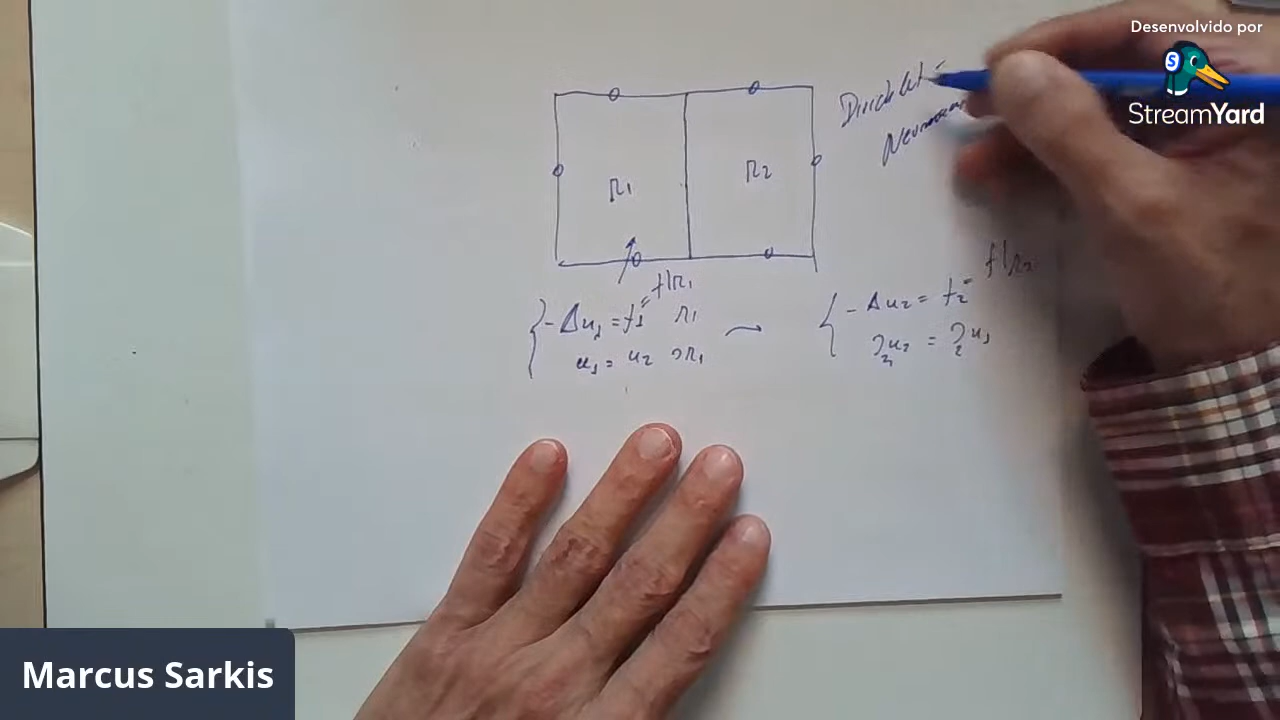 Desenvolvido por
StreamYard
Dirichlet -
Neumann
Ω1
Ω2
f|Ω1
f|Ω2
{ -Δu1 = f1 Ω1
u1 = u2 ∂Ω1
→
{ -Δu2 = f2
∂u2 = ∂u1
Marcus Sarkis